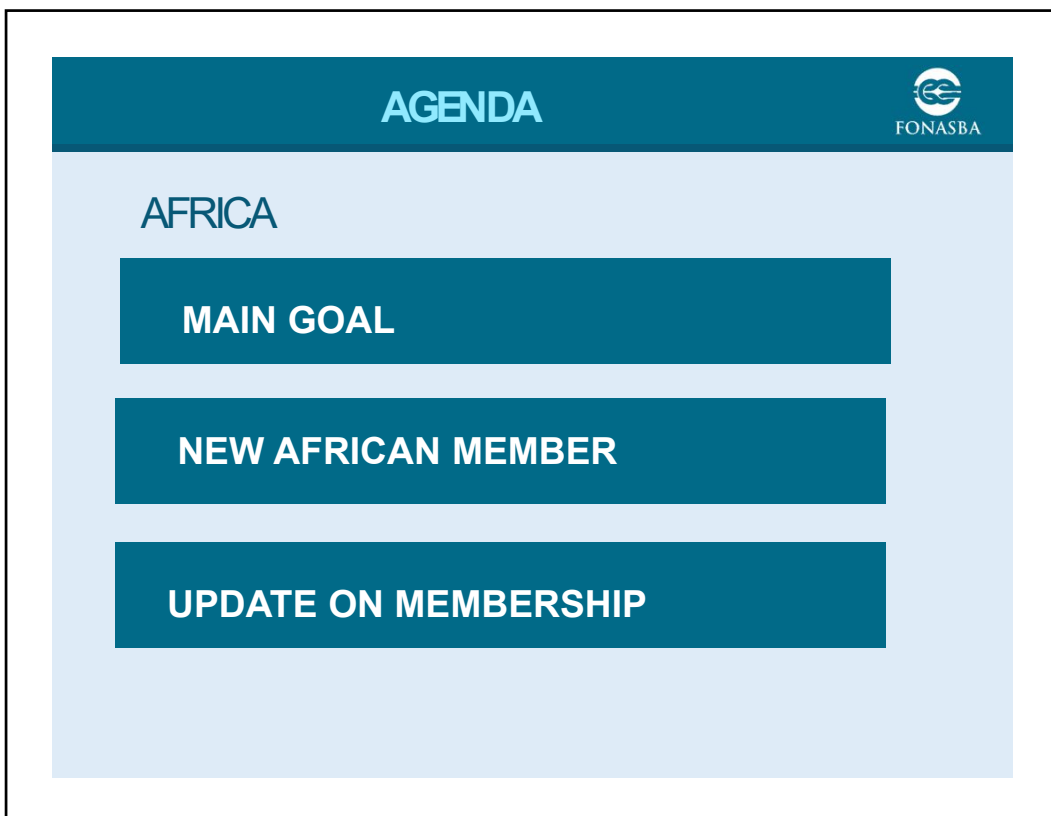 AGENDA
FONASBA
AFRICA
MAIN GOAL
NEW AFRICAN MEMBER
UPDATE ON MEMBERSHIP